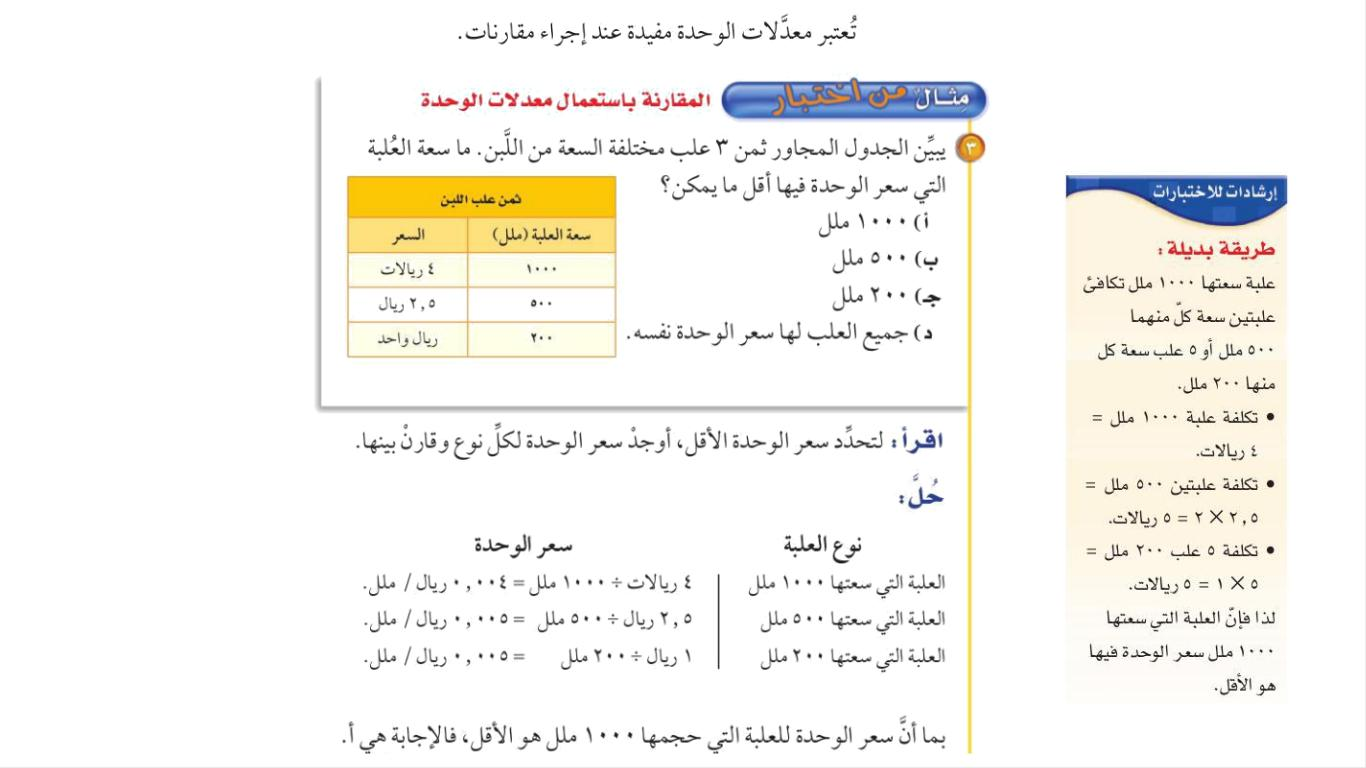 تُعتبر معدَّلات الوحدة مفيدة عند إجراء مقارنات.
مِثَـالٌ من اختبار المقارنة باستعمال معدلات الوحدة
٣ يبيِّن الجدول المجاور ثمن ٣ علب مختلفة السعة من اللَّبن. ما سعة العُلبة
التي سعر الوحدة فيها أقل ما يمكن؟
أ) ١٠٠٠ ملل
ب) ٥٠٠ ملل
جـ) ٢٠٠ ملل
د) جميع العلب لها سعر الوحدة نفسه.
ثمن علب اللبن
سعة العلبة (ملل) السعر
١٠٠٠ ٤ ريالات
٥٠٠ ٢,٥ ريال
٢٠٠ ريال واحد
اقرأ: لتحدِّد سعر الوحدة الأقل، أوجدْ سعر الوحدة لكلِّ نوع وقارنْ بينها.
حُلَّ:
نوع العلبة سعر الوحدة
العلبة التي سعتها ١٠٠٠ ملل ٤ ريالات ÷ ١٠٠٠ ملل = ٠,٠٠٤ ريال / ملل.
العلبة التي سعتها ٥٠٠ ملل ٢,٥ ريال ÷ ٥٠٠ ملل = ٠,٠٠٥ ريال / ملل.
العلبة التي سعتها ٢٠٠ ملل ١ ريال ÷ ٢٠٠ ملل = ٠,٠٠٥ ريال / ملل.
بما أنَّ سعر الوحدة للعلبة التي حجمها ١٠٠٠ ملل هو الأقل، فالإجابة هي أ.
إرشادات للاختبارات
طريقة بديلة:
علبة سعتها ١٠٠٠ ملل تكافئ
علبتين سعة كلّ منهما
٥٠٠ ملل أو ٥ علب سعة كل
منها ٢٠٠ ملل.
• تكلفة علبة ١٠٠٠ ملل =
٤ ريالات.
• تكلفة علبتين ٥٠٠ ملل =
٢,٥ × ٢ = ٥ ريالات.
• تكلفة ٥ علب ٢٠٠ ملل =
٥ × ١ = ٥ ريالات.
لذا فإنّ العلبة التي سعتها
١٠٠٠ ملل سعر الوحدة فيها
هو الأقل.